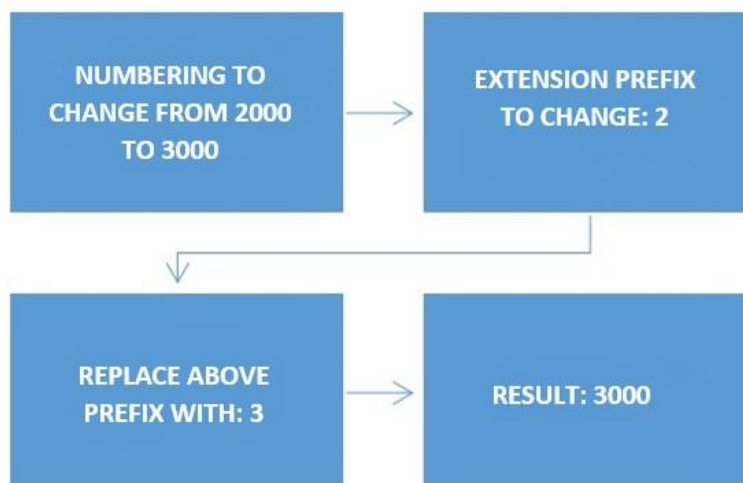 NUMBERING TO
CHANGE FROM 2000
TO 3000
EXTENSION PREFIX
TO CHANGE: 2
REPLACE ABOVE
PREFIX WITH: 3
RESULT: 3000